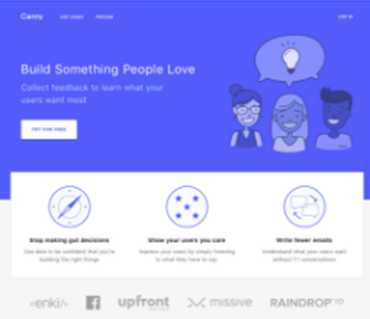 Canny
USE CASES
PRICING
LOG IN
Build Something People Love
Collect feedback to learn what your
users want most
TRY FOR FREE
Stop making gut decisions
Use data to be confident that you're
building the right things
Show your users you care
Impress your users by simply listening
to what they have to say.
Write fewer emails
Understand what your users want
without 1:1 conversations
<enki/>
upfront
missive
RAINDROP.IO